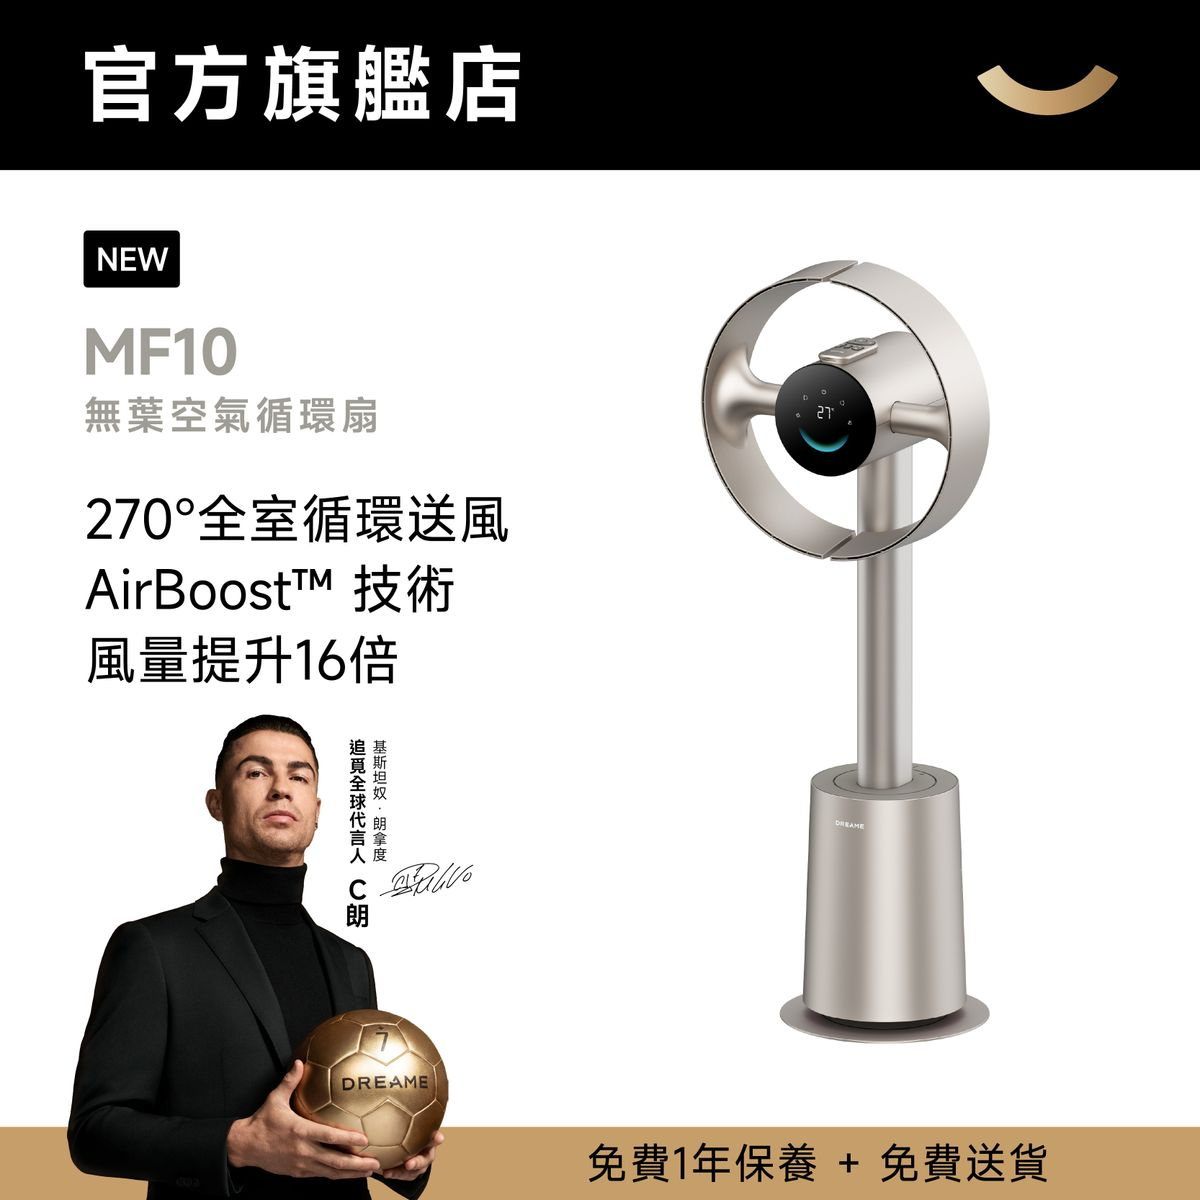 官方旗艦店
NEW
MF10
無葉空氣循環扇
270°全室循環送風
AirBoost™ 技術
風量提升16倍
27°
DREAME
基斯坦奴·朗拿度
追覓全球代言人 C朗
7
DREAME
免費1年保養 + 免費送貨